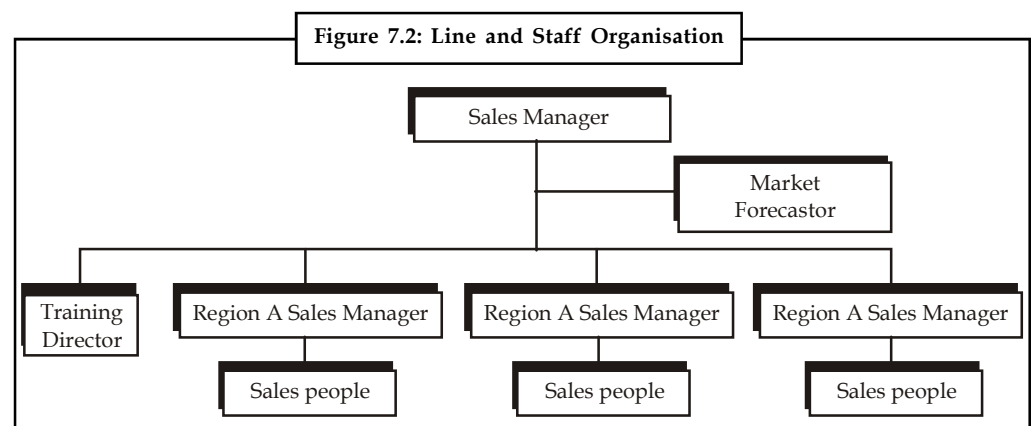 Figure 7.2: Line and Staff Organisation
Sales Manager
Market
Forecastor
Training
Director
Region A Sales Manager
Region A Sales Manager
Region A Sales Manager
Sales people
Sales people
Sales people